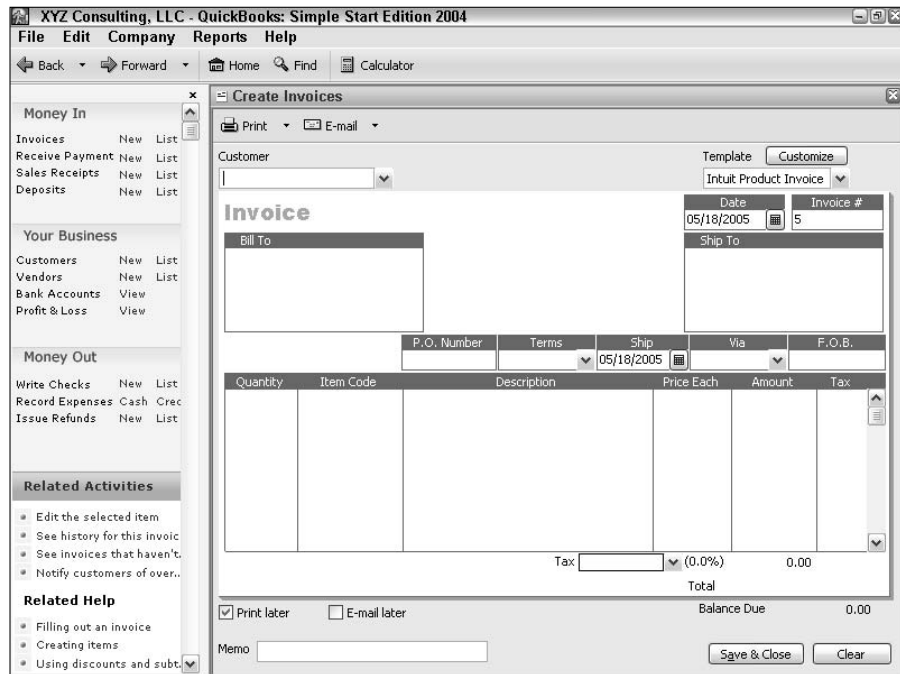 XYZ Consulting, LLC - QuickBooks: Simple Start Edition 2004
File Edit Company Reports Help
Back Forward Home Find Calculator
Money In
Invoices New List
Receive Payment New List
Sales Receipts New List
Deposits New List
Your Business
Customers New List
Vendors New List
Bank Accounts View
Profit & Loss View
Money Out
Write Checks New List
Record Expenses Cash Cred
Issue Refunds New List
Related Activities
Edit the selected item
See history for this invoic
See invoices that haven't.
Notify customers of over..
Related Help
Filling out an invoice
Creating items
Using discounts and subt.
Create Invoices
Print E-mail
Customer
Template Customize
Intuit Product Invoice
Invoice
Date Invoice #
05/18/2005 5
Bill To Ship To
P.O. Number Terms Ship Via F.O.B.
05/18/2005
Quantity Item Code Description Price Each Amount Tax
Tax (0.0%) 0.00
Total
Print later E-mail later Balance Due 0.00
Memo Save & Close Clear